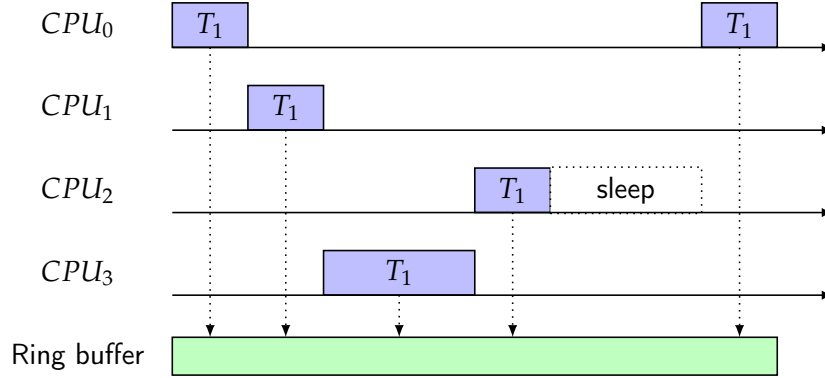 CPU₀ T₁ T₁
CPU₁ T₁
CPU₂ T₁ sleep
CPU₃ T₁
Ring buffer